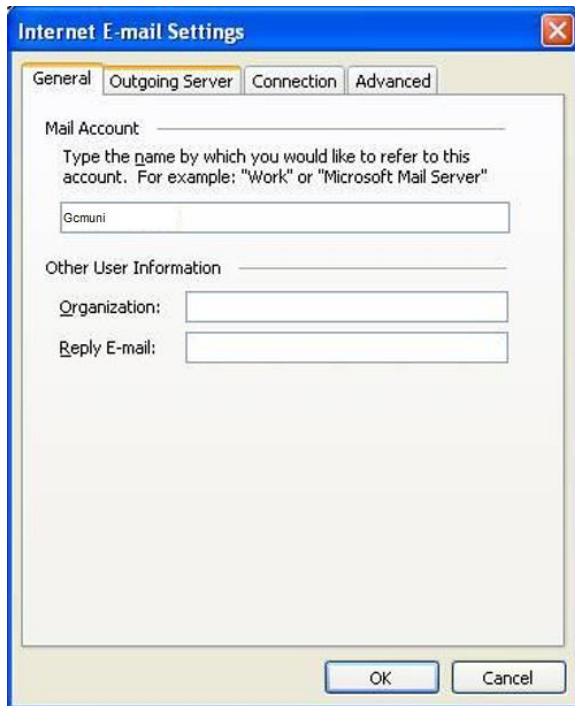 Internet E-mail Settings
General
Outgoing Server
Connection
Advanced
Mail Account
Type the name by which you would like to refer to this
account. For example: "Work" or "Microsoft Mail Server"
Gcmuni
Other User Information
Organization:
Reply E-mail:
OK
Cancel